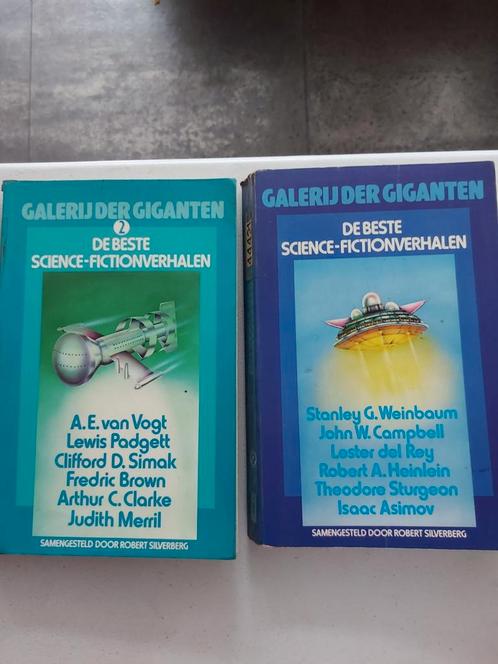 GALERIJ DER GIGANTEN
2
DE BESTE
SCIENCE-FICTIONVERHALEN
A.E. van Vogt
Lewis Padgett
Clifford D. Simak
Fredric Brown
Arthur C. Clarke
Judith Merril
SAMENGESTELD DOOR ROBERT SILVERBERG
GALERIJ DER GIGANTEN
DE BESTE
SCIENCE-FICTIONVERHALEN
Stanley G. Weinbaum
John W. Campbell
Lester del Rey
Robert A. Heinlein
Theodore Sturgeon
Isaac Asimov
SAMENGESTELD DOOR ROBERT SILVERBERG